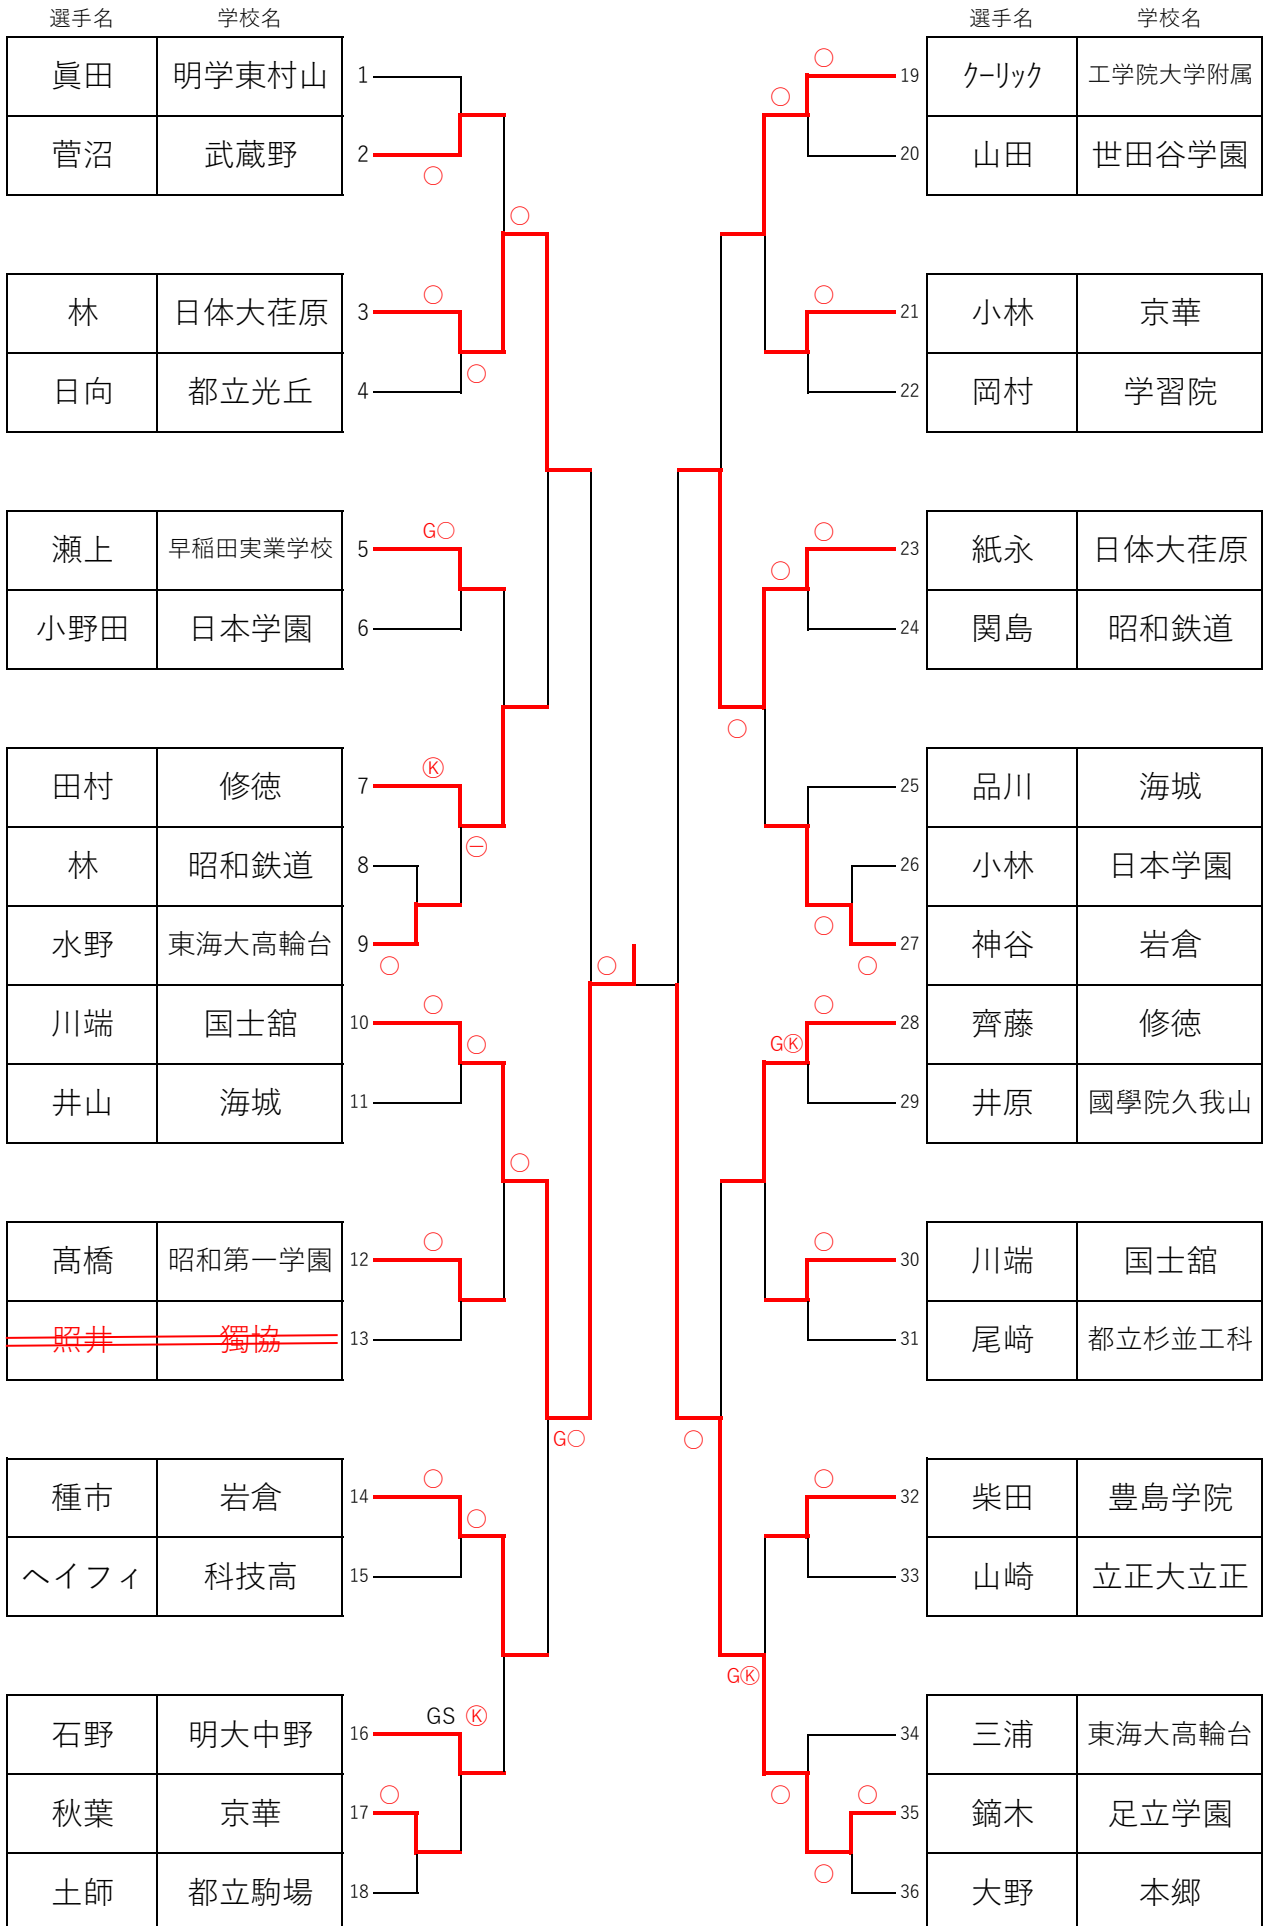 選手名 学校名
眞田 明学東村山 1
菅沼 武蔵野 2
○
○
林 日体大荏原 3
○
日向 都立光丘 4
○
瀬上 早稲田実業学校 5
G○
小野田 日本学園 6
田村 修徳 7
Ⓚ
㊀
林 昭和鉄道 8
水野 東海大高輪台 9
○
川端 国士舘 10
○
○
井山 海城 11
○
髙橋 昭和第一学園 12
○
照井 獨協 13
G○
種市 岩倉 14
○
○
ヘイフィ 科技高 15
石野 明大中野 16
GS Ⓚ
秋葉 京華 17
○
土師 都立駒場 18
○
選手名 学校名
○
19 クーリック 工学院大学附属
○
20 山田 世田谷学園
○
21 小林 京華
22 岡村 学習院
○
23 紙永 日体大荏原
○
24 関島 昭和鉄道
○
25 品川 海城
26 小林 日本学園
○
27 神谷 岩倉
○
○
28 齊藤 修徳
GⓀ
29 井原 國學院久我山
○
30 川端 国士舘
31 尾﨑 都立杉並工科
○
○
32 柴田 豊島学院
33 山崎 立正大立正
GⓀ
34 三浦 東海大高輪台
○
○
35 鏑木 足立学園
○
36 大野 本郷